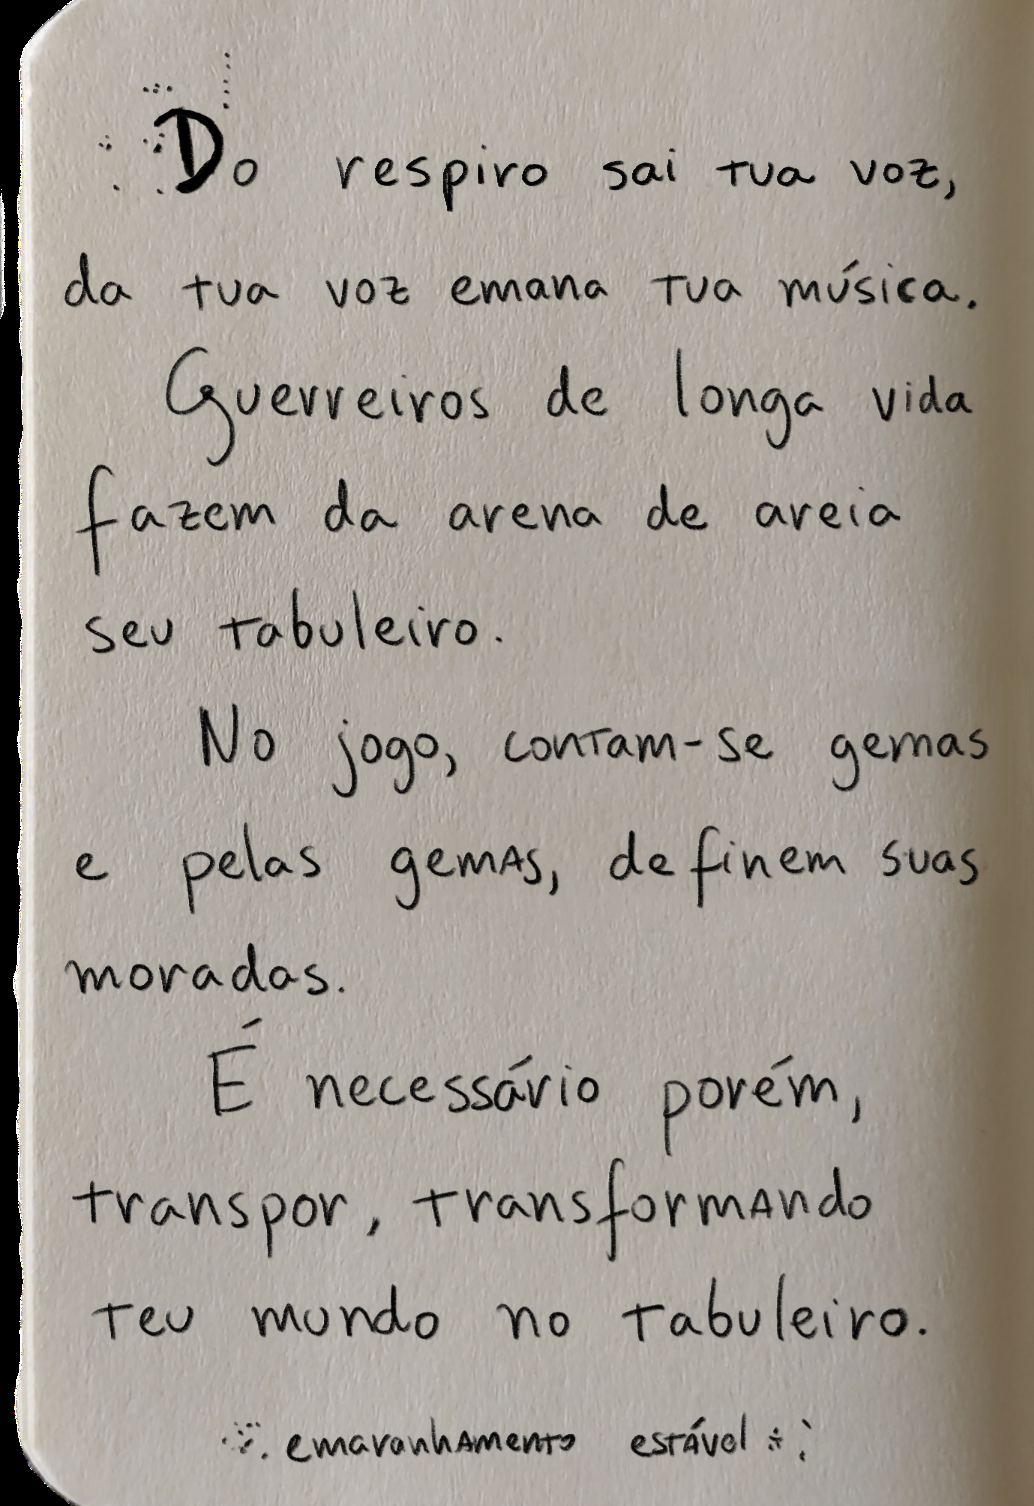 Do respiro sai tua voz,
da tua voz emana tua música.
Guerreiros de longa vida
fazem da arena de areia
seu tabuleiro.
No jogo, contam-se gemas
e pelas gemas, definem suas
moradas.
É necessário porém,
transpor, transformando
teu mundo no tabuleiro.
emaranhamento estável